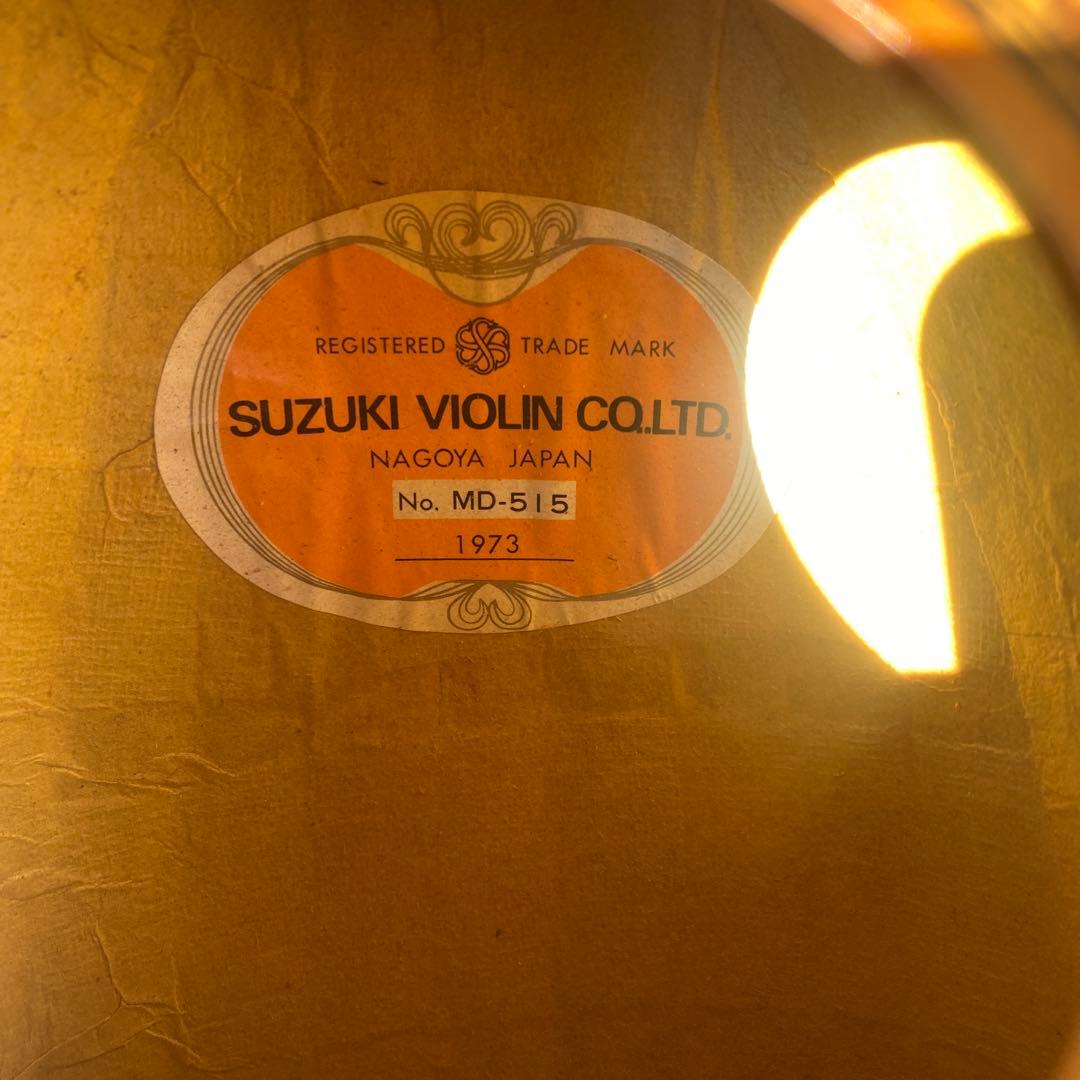 REGISTERED TRADE MARK
SUZUKI VIOLIN CO.,LTD.
NAGOYA JAPAN
No. MD-515
1973